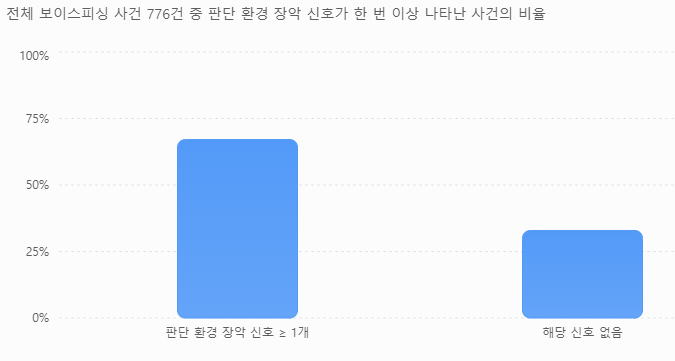 전체 보이스피싱 사건 776건 중 판단 환경 장악 신호가 한 번 이상 나타난 사건의 비율
100%
75%
50%
25%
0%
판단 환경 장악 신호 ≥ 1개
해당 신호 없음